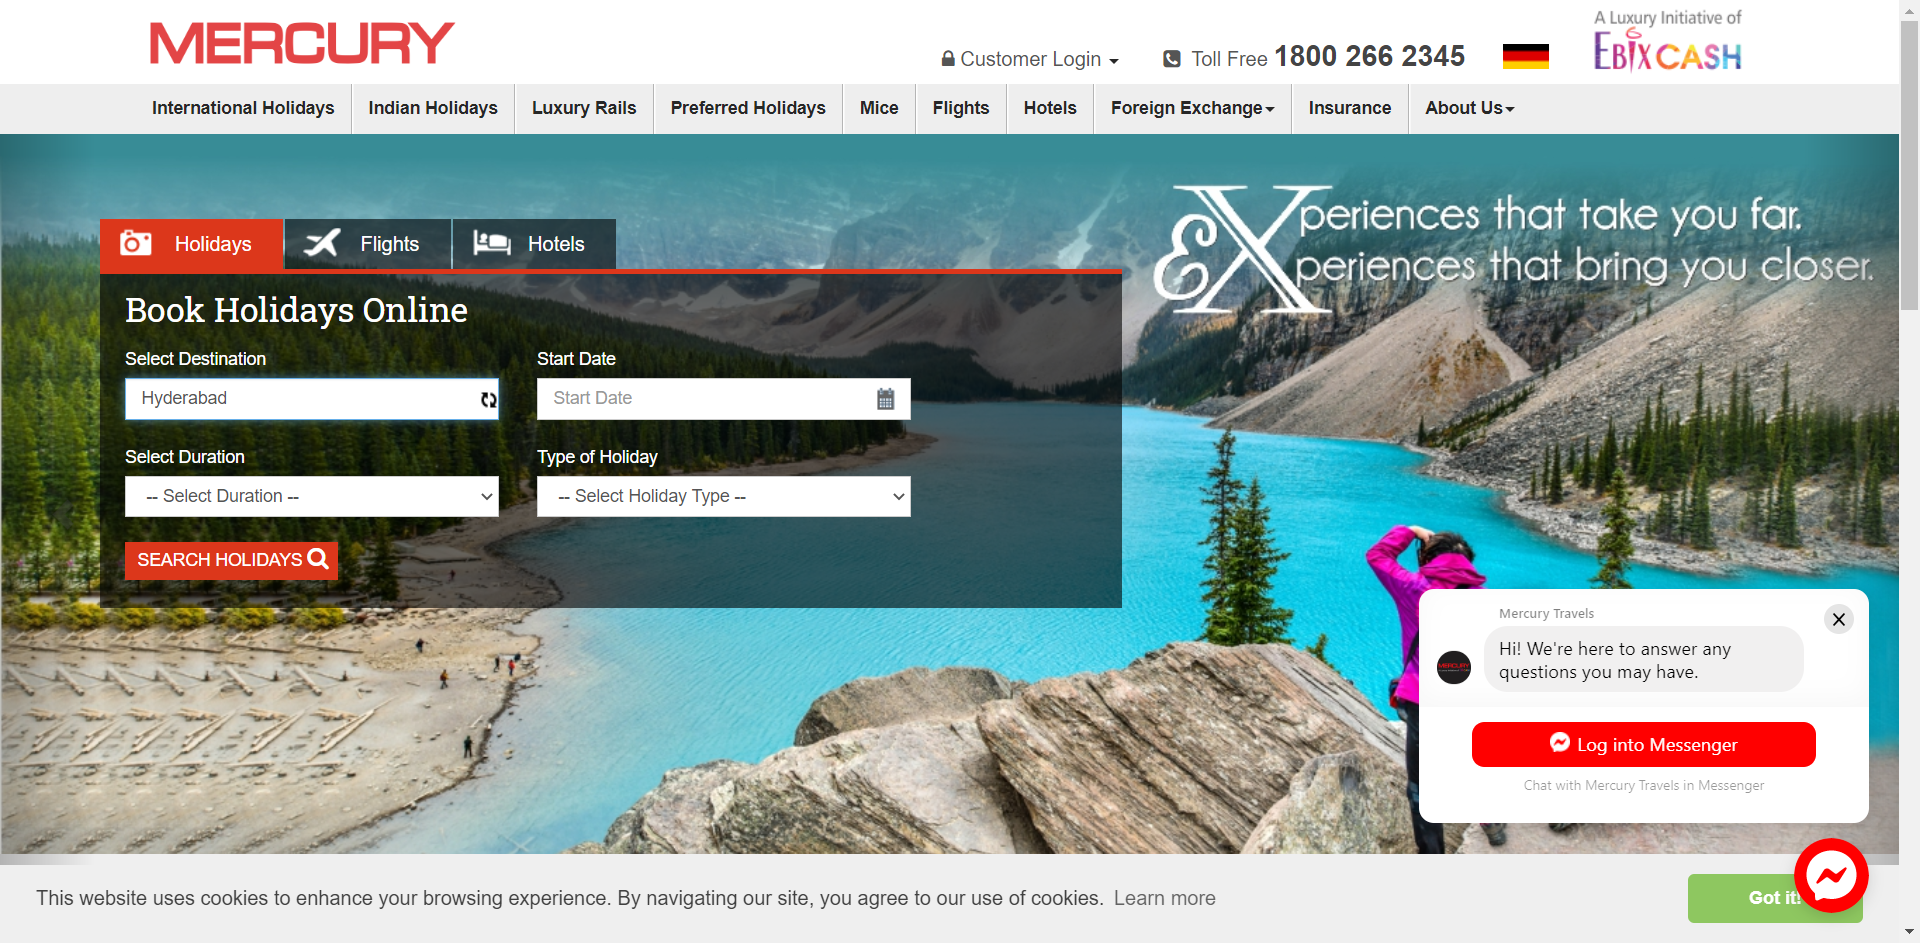 MERCURY
Customer Login
Toll Free 1800 266 2345
A Luxury Initiative of
EBIXCASH
International Holidays
Indian Holidays
Luxury Rails
Preferred Holidays
Mice
Flights
Hotels
Foreign Exchange
Insurance
About Us
Holidays
Flights
Hotels
eXperiences that take you far.
Xperiences that bring you closer.
Book Holidays Online
Select Destination
Start Date
Hyderabad
Start Date
Select Duration
Type of Holiday
-- Select Duration --
-- Select Holiday Type --
SEARCH HOLIDAYS
Mercury Travels
MERCURY
Hi! We're here to answer any
questions you may have.
Log into Messenger
Chat with Mercury Travels in Messenger
This website uses cookies to enhance your browsing experience. By navigating our site, you agree to our use of cookies. Learn more
Got it!